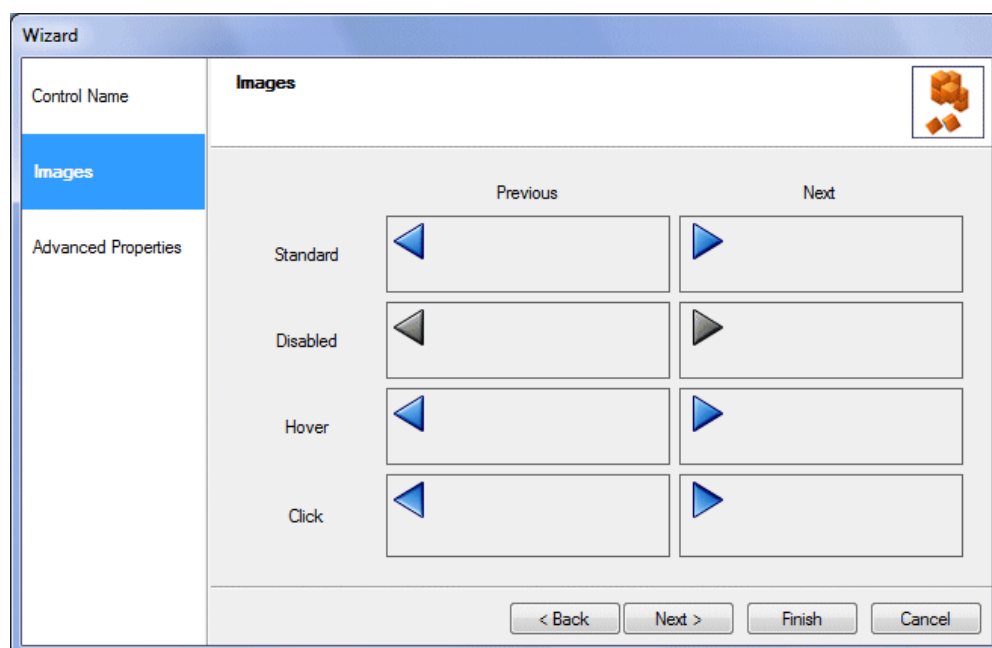 Wizard
Control Name
Images
Advanced Properties
Images
Previous Next
Standard
Disabled
Hover
Click
< Back Next > Finish Cancel